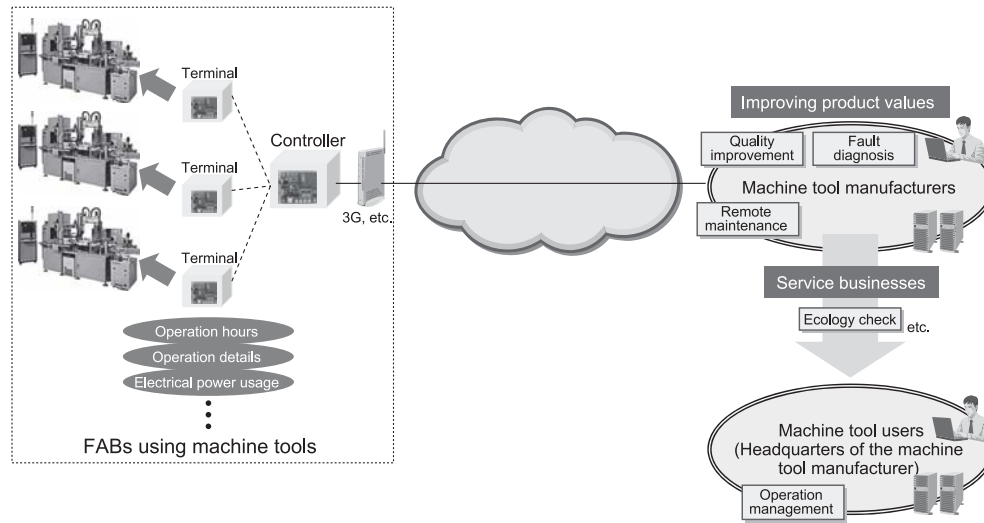 Terminal
Terminal
Controller
3G, etc.
Terminal
Operation hours
Operation details
Electrical power usage
FABs using machine tools
Improving product values
Quality
improvement
Fault
diagnosis
Machine tool manufacturers
Remote
maintenance
Service businesses
Ecology check
etc.
Machine tool users
(Headquarters of the machine
tool manufacturer)
Operation
management